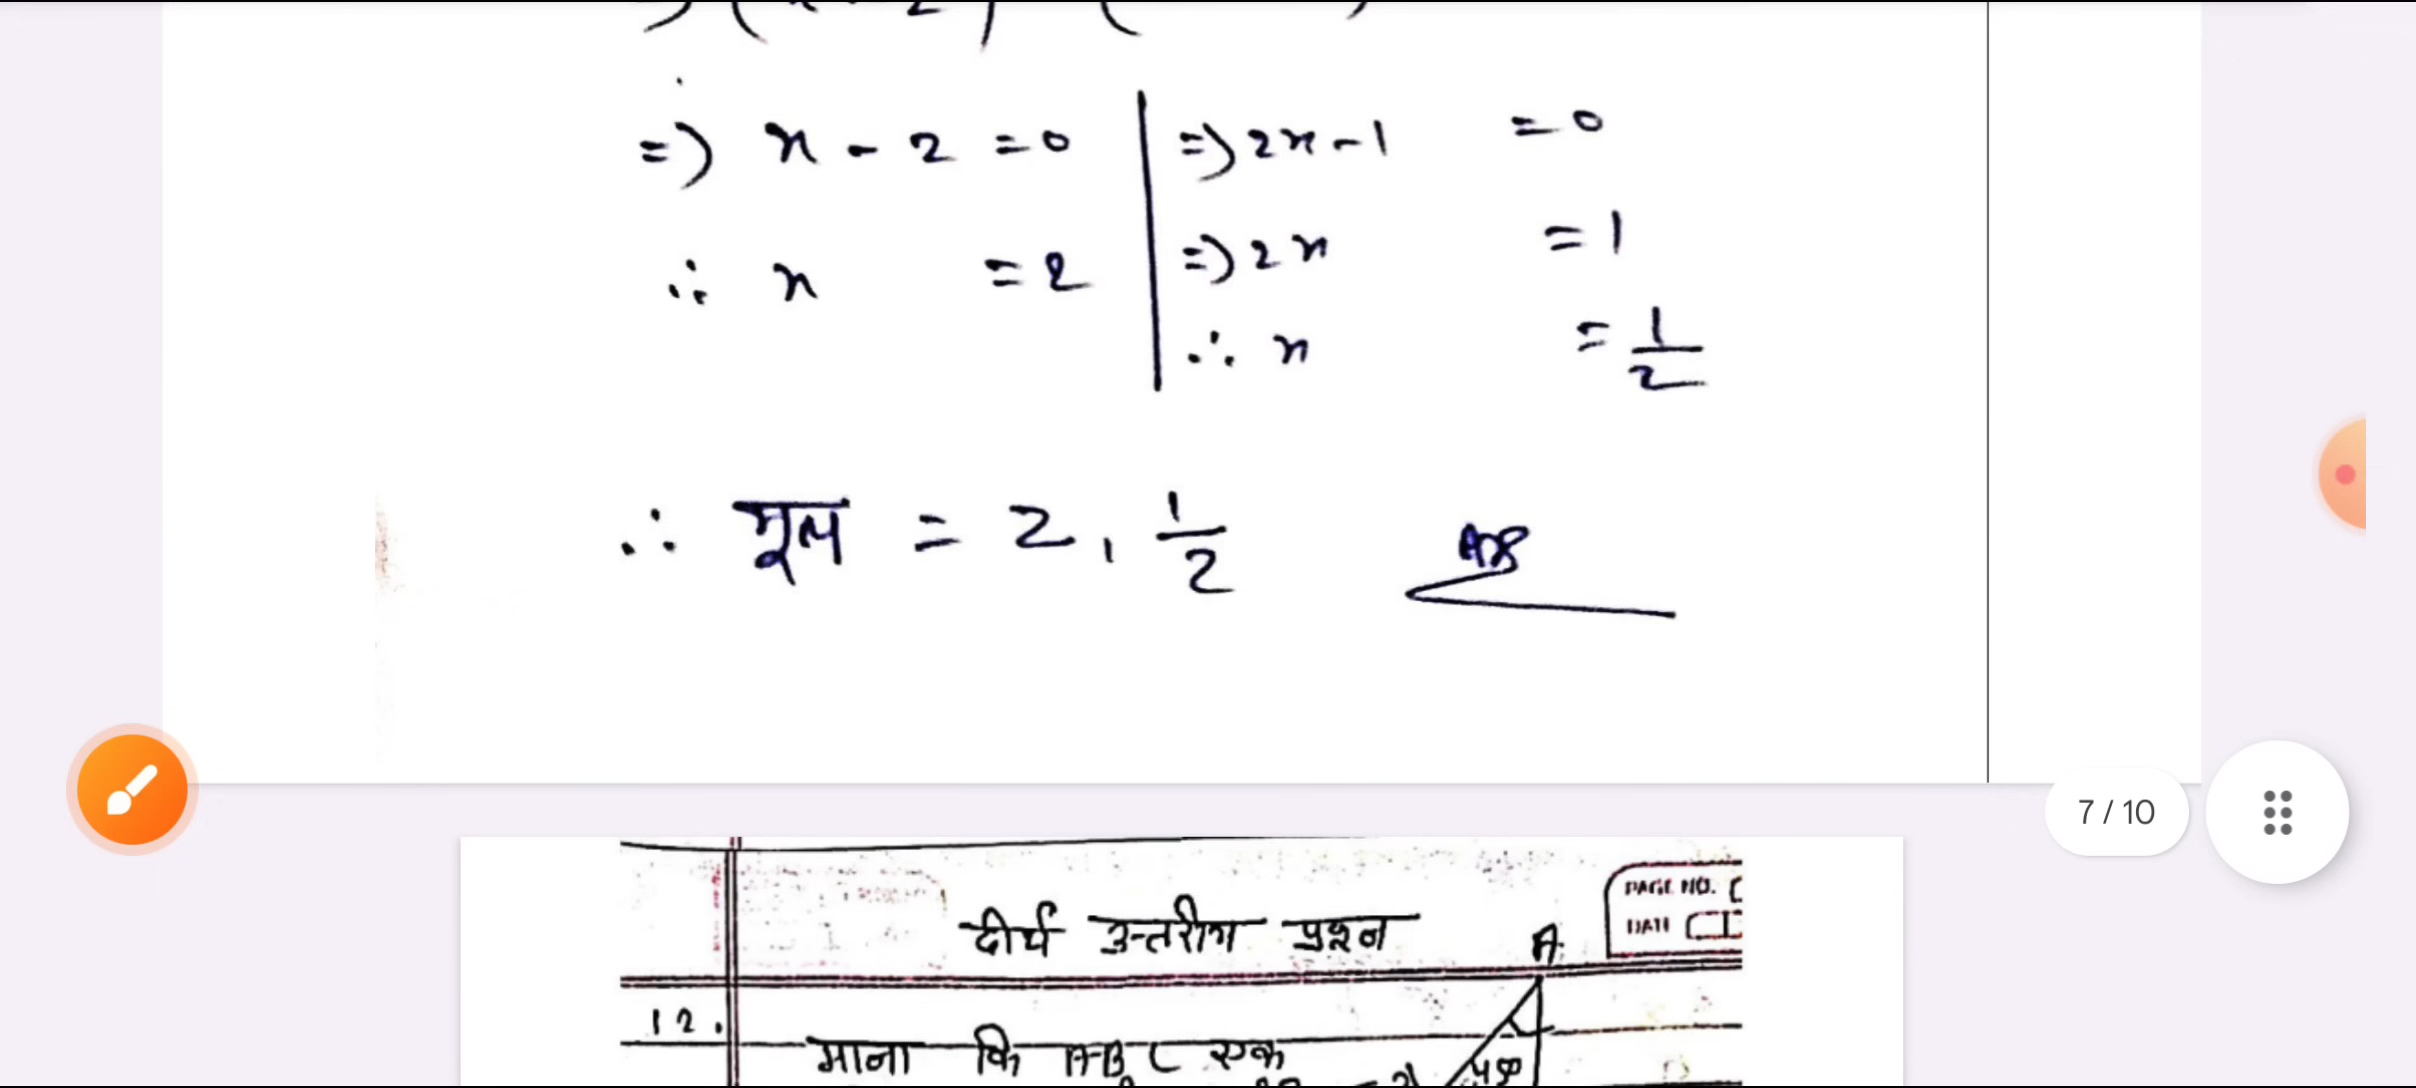 => x - 2 = 0 | => 2x - 1 = 0
∴ x = 2 | => 2x = 1
∴ x = 1/2
∴ मूल = 2, 1/2 Ans
7 / 10
PAGE NO.
DATE
दीर्घ उत्तरीय प्रश्न
A
12.
माना कि ABC एक
45°